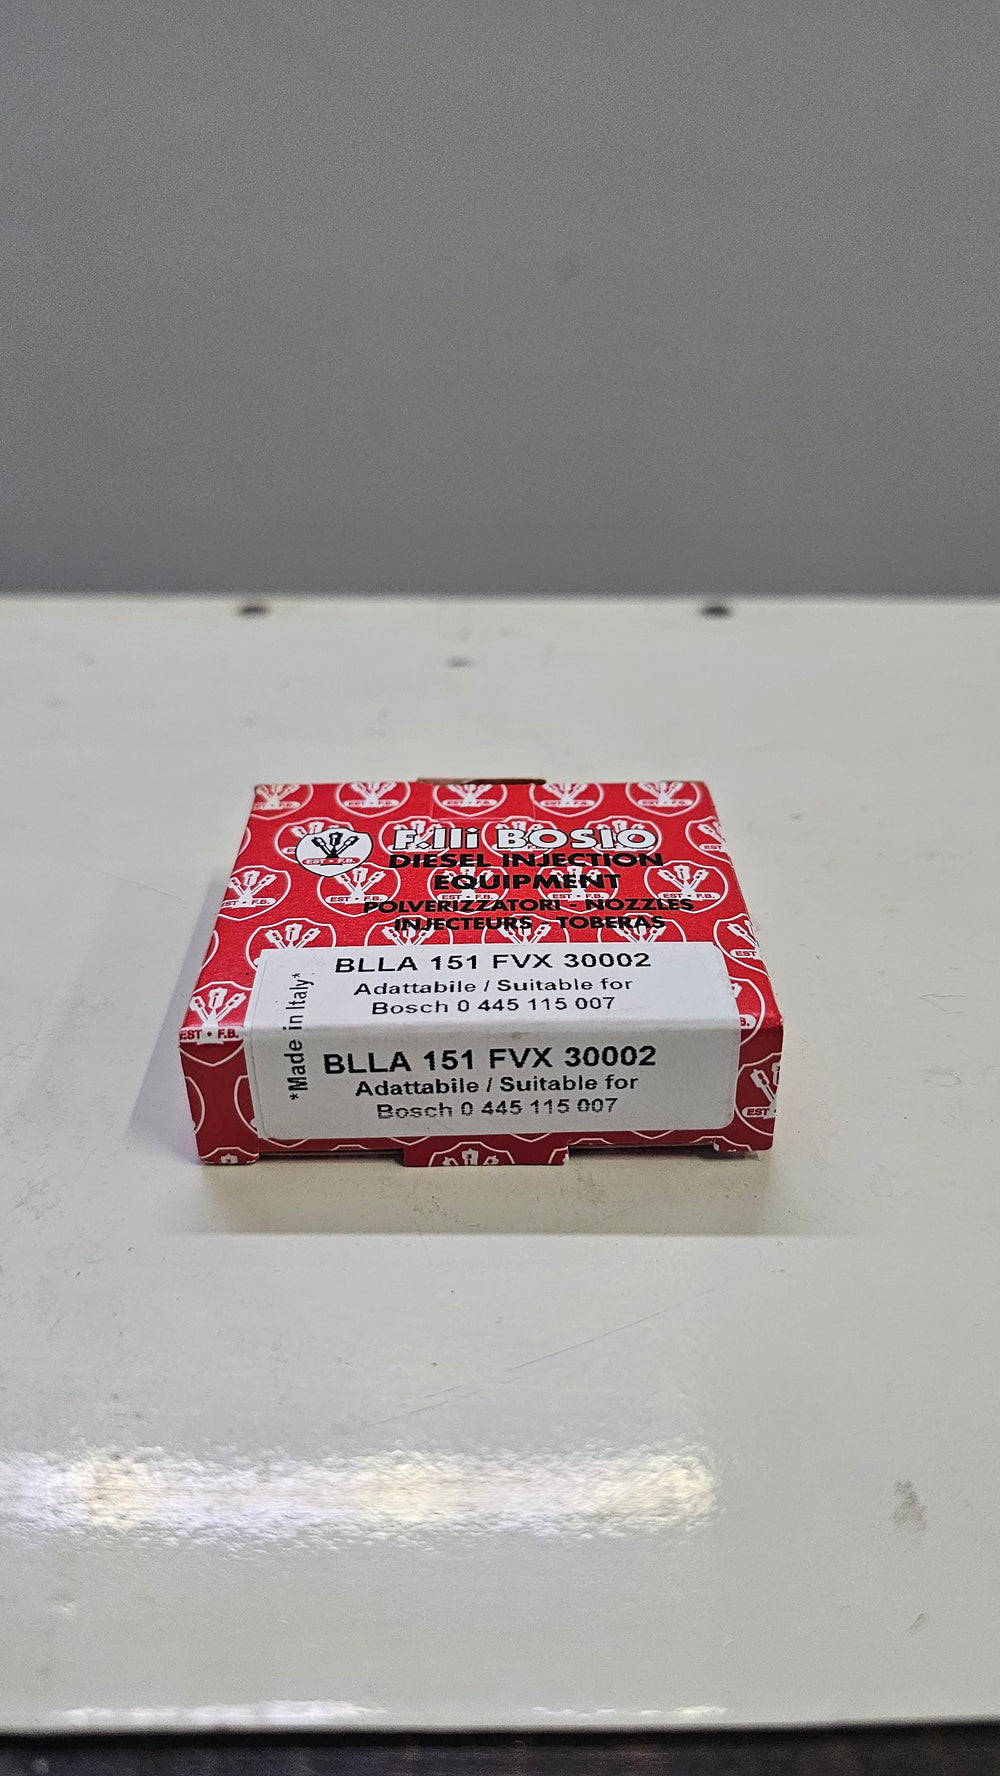 F.lli BOSIO
DIESEL INJECTION
EQUIPMENT
POLVERIZZATORI - NOZZLES
INJECTEURS - TOBERAS
EST • F.B.
*Made in Italy*
BLLA 151 FVX 30002
Adattabile / Suitable for
Bosch 0 445 115 007
BLLA 151 FVX 30002
Adattabile / Suitable for
Bosch 0 445 115 007